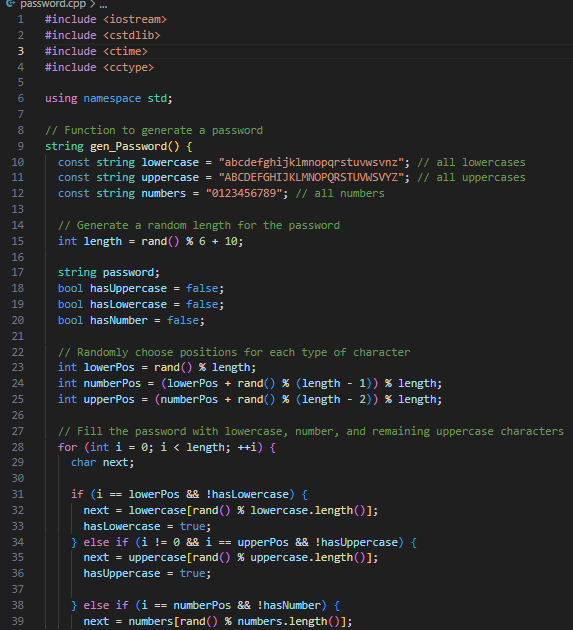 password.cpp > ...
1 #include <iostream>
2 #include <cstdlib>
3 #include <ctime>
4 #include <cctype>
5
6 using namespace std;
7
8 // Function to generate a password
9 string gen_Password() {
10 const string lowercase = "abcdefghijklmnopqrstuvwsvnz"; // all lowercases
11 const string uppercase = "ABCDEFGHIJKLMNOPQRSTUVWSVYZ"; // all uppercases
12 const string numbers = "0123456789"; // all numbers
13
14 // Generate a random length for the password
15 int length = rand() % 6 + 10;
16
17 string password;
18 bool hasUppercase = false;
19 bool hasLowercase = false;
20 bool hasNumber = false;
21
22 // Randomly choose positions for each type of character
23 int lowerPos = rand() % length;
24 int numberPos = (lowerPos + rand() % (length - 1)) % length;
25 int upperPos = (numberPos + rand() % (length - 2)) % length;
26
27 // Fill the password with lowercase, number, and remaining uppercase characters
28 for (int i = 0; i < length; ++i) {
29 char next;
30
31 if (i == lowerPos && !hasLowercase) {
32 next = lowercase[rand() % lowercase.length()];
33 hasLowercase = true;
34 } else if (i != 0 && i == upperPos && !hasUppercase) {
35 next = uppercase[rand() % uppercase.length()];
36 hasUppercase = true;
37
38 } else if (i == numberPos && !hasNumber) {
39 next = numbers[rand() % numbers.length()];